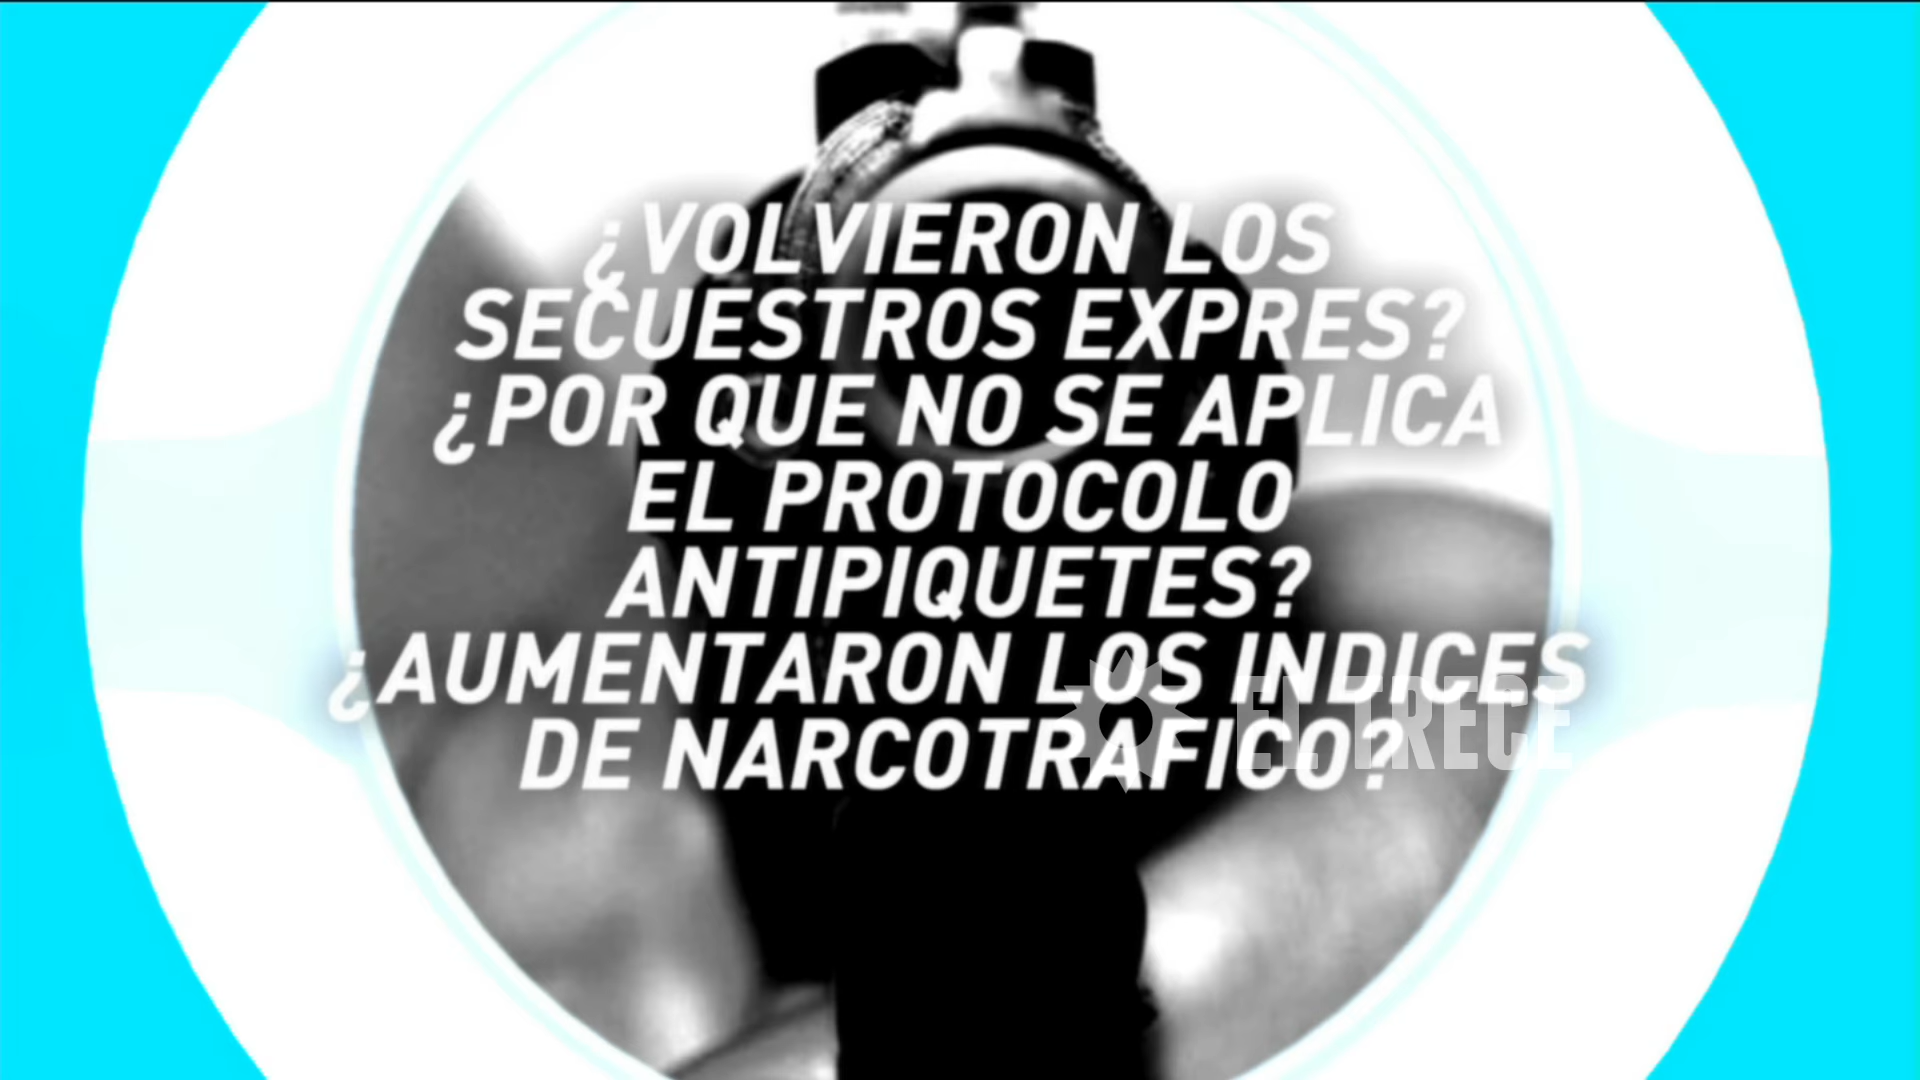 ¿VOLVIERON LOS
SECUESTROS EXPRES?
¿POR QUE NO SE APLICA
EL PROTOCOLO
ANTIPIQUETES?
¿AUMENTARON LOS INDICES
DE NARCOTRAFICO?
EL TRECE